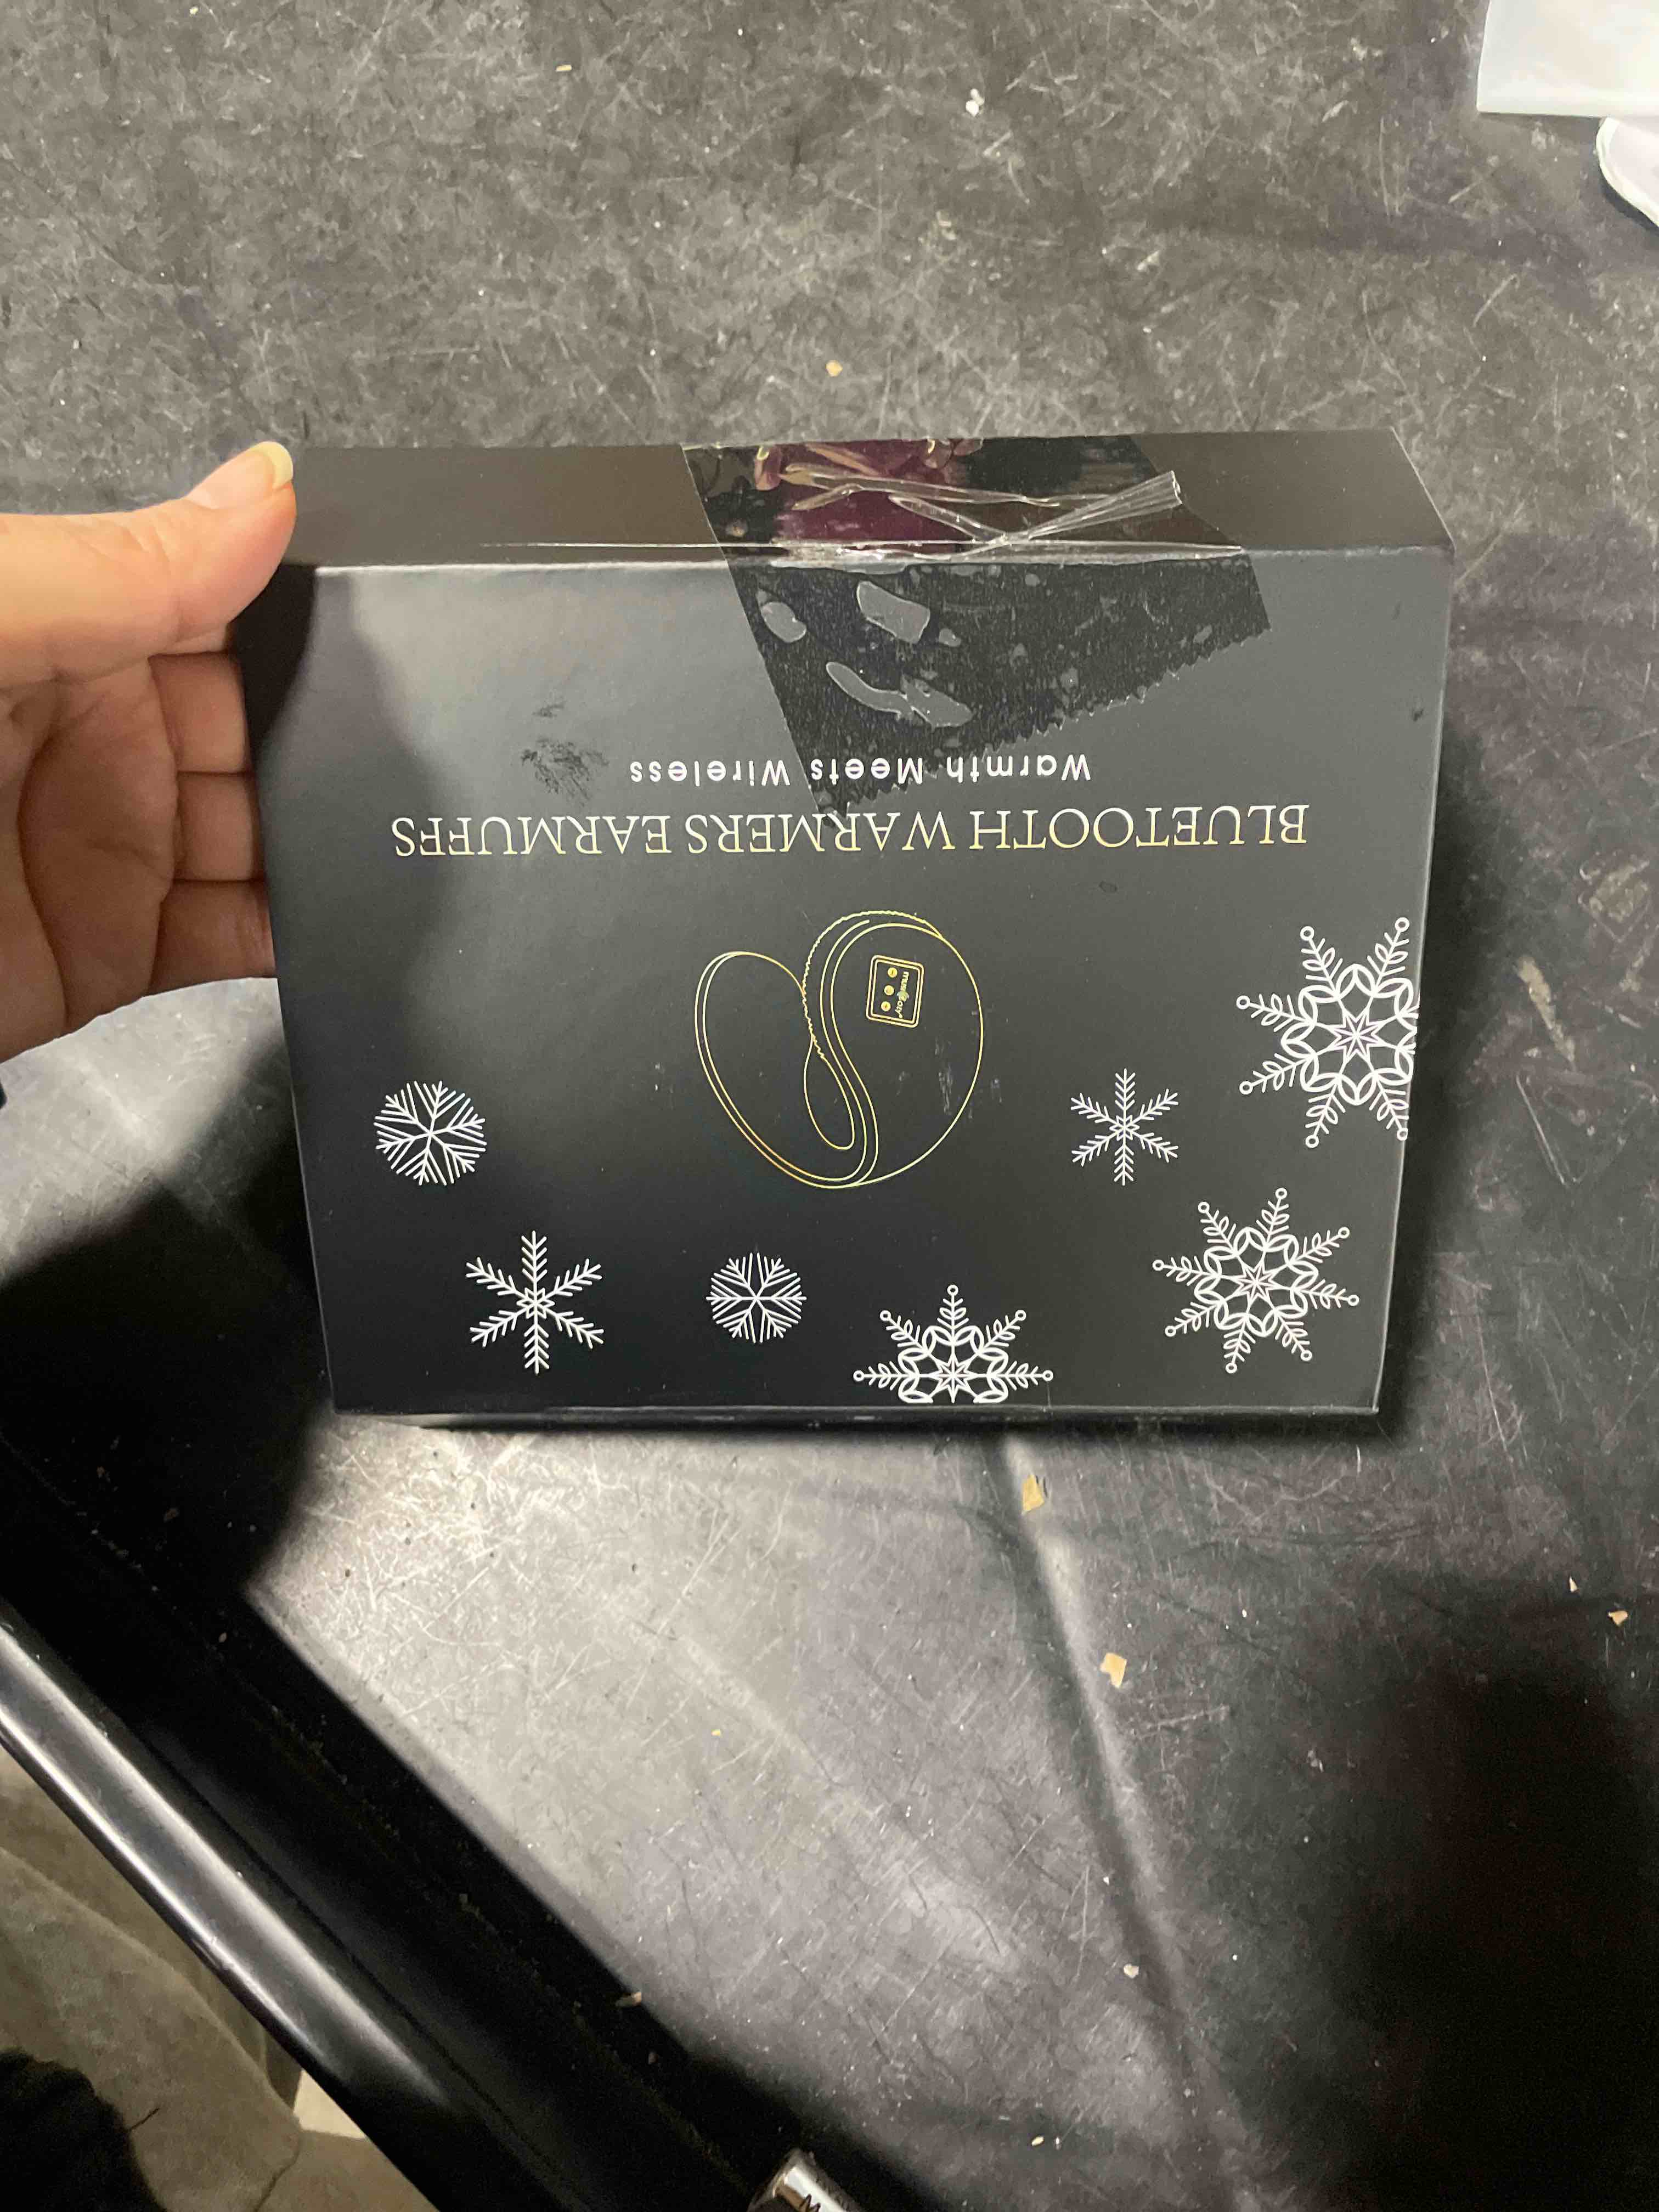 BLUETOOTH WARMERS EARMUFFS
Warmth Meets Wireless